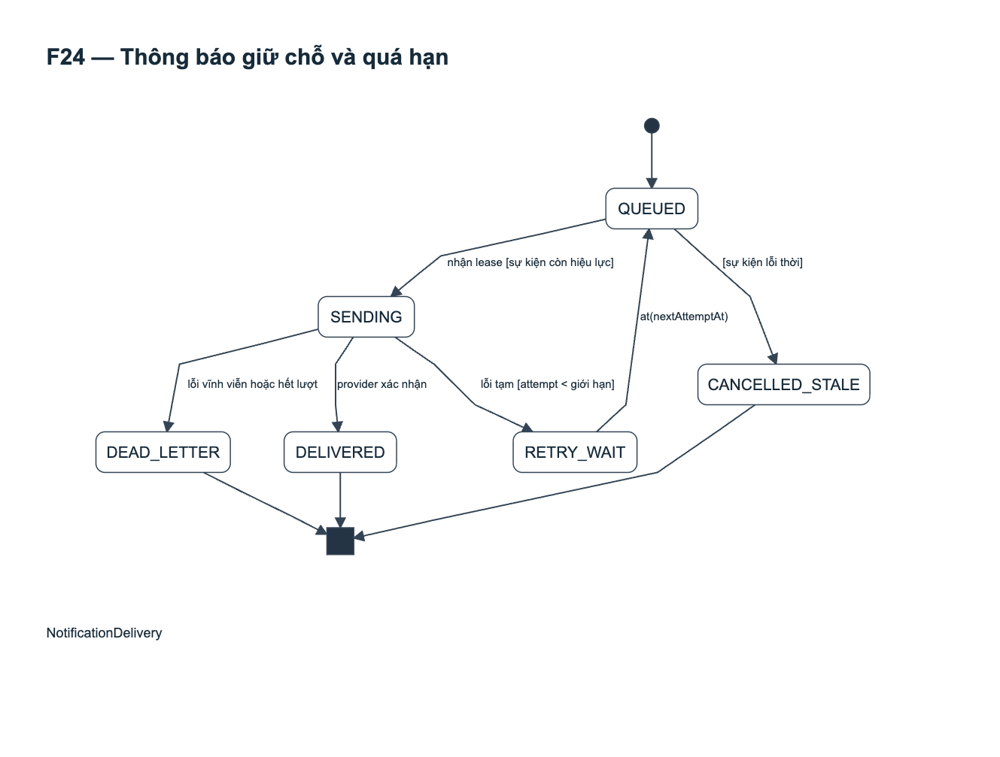 F24 — Thông báo giữ chỗ và quá hạn
QUEUED
nhận lease [sự kiện còn hiệu lực]
[sự kiện lỗi thời]
SENDING
at(nextAttemptAt)
lỗi vĩnh viễn hoặc hết lượt
provider xác nhận
lỗi tạm [attempt < giới hạn]
CANCELLED_STALE
DEAD_LETTER
DELIVERED
RETRY_WAIT
NotificationDelivery